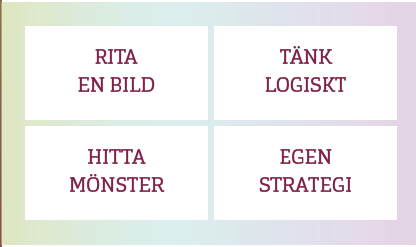 RITA
EN BILD
TÄNK
LOGISKT
HITTA
MÖNSTER
EGEN
STRATEGI